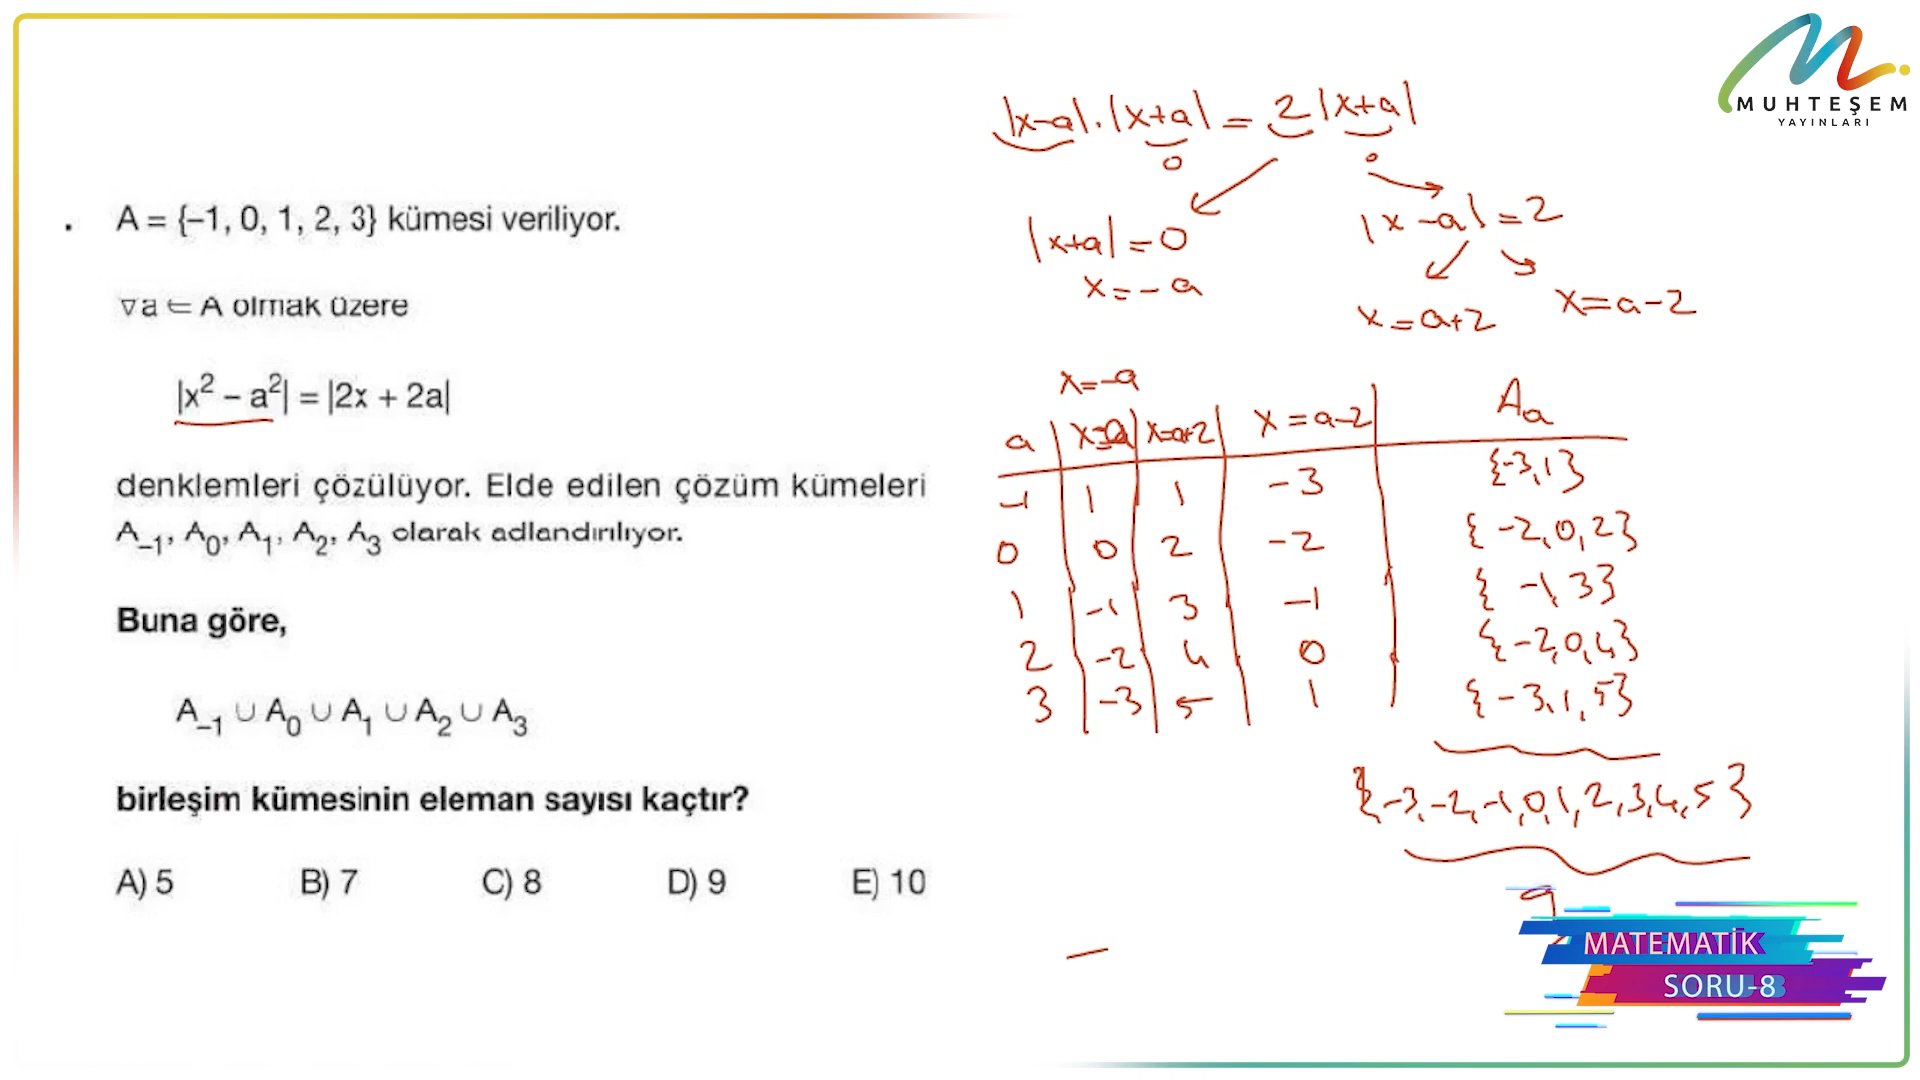 MUHTEŞEM
YAYINLARI
A = {–1, 0, 1, 2, 3} kümesi veriliyor.
∀a ∈ A olmak üzere
|x² – a²| = |2x + 2a|
denklemleri çözülüyor. Elde edilen çözüm kümeleri
A₋₁, A₀, A₁, A₂, A₃ olarak adlandırılıyor.
Buna göre,
A₋₁ ∪ A₀ ∪ A₁ ∪ A₂ ∪ A₃
birleşim kümesinin eleman sayısı kaçtır?
A) 5 B) 7 C) 8 D) 9 E) 10
|x-a|.|x+a| = 2|x+a|
0 0
|x+a| = 0 |x-a| = 2
x = -a x = a+2 x = a-2
x = -a
a x=a+2 x = a-2 Aₐ
-1 1 1 -3 {-3,1}
0 0 2 -2 {-2,0,2}
1 -1 3 -1 {-1,3}
2 -2 4 0 {-2,0,4}
3 -3 5 1 {-3,1,5}
{-3,-2,-1,0,1,2,3,4,5}
9
MATEMATİK
SORU-8